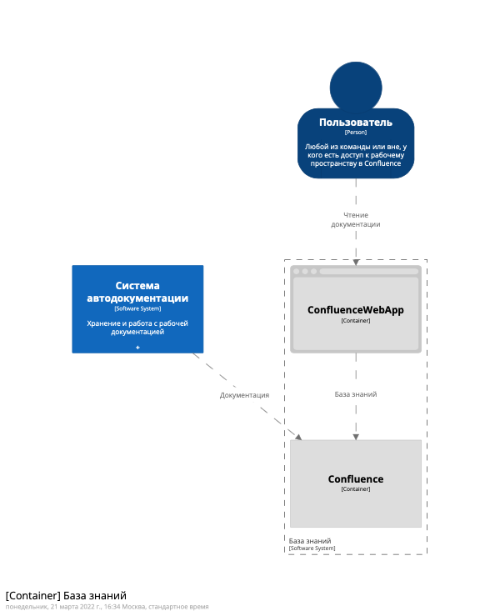 Пользователь
[Person]
Любой из команды или вне, у
кого есть доступ к рабочему
пространству в Confluence
Чтение
документации
Система
автодокументации
[Software System]
Хранение и работа с рабочей
документацией
+
ConfluenceWebApp
[Container]
Документация
База знаний
Confluence
[Container]
База знаний
[Software System]
[Container] База знаний
понедельник, 21 марта 2022 г., 16:34 Москва, стандартное время